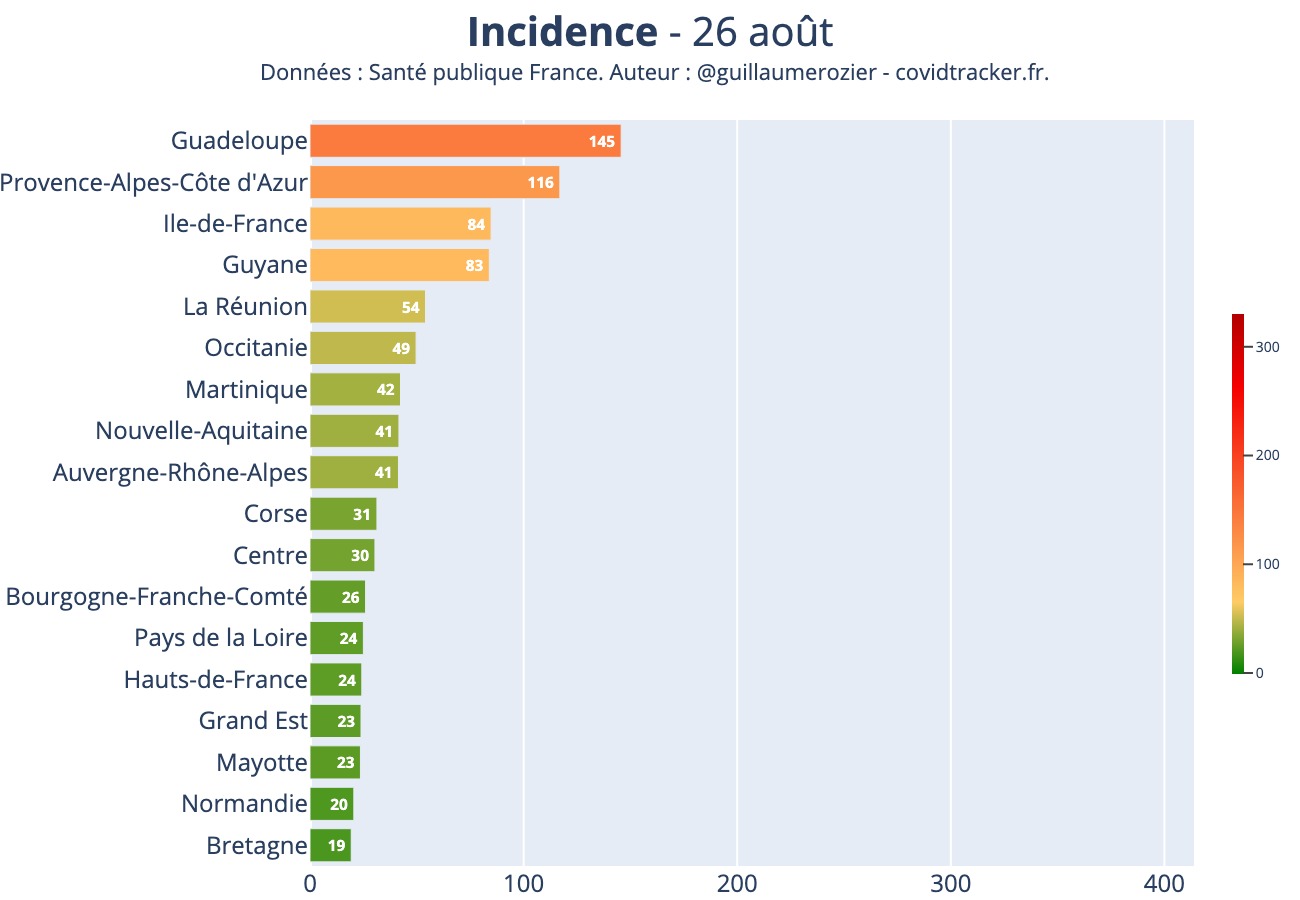 Incidence - 26 août
Données : Santé publique France. Auteur : @guillaumerozier - covidtracker.fr.
Guadeloupe 145
Provence-Alpes-Côte d'Azur 116
Ile-de-France 84
Guyane 83
La Réunion 54
Occitanie 49
Martinique 42
Nouvelle-Aquitaine 41
Auvergne-Rhône-Alpes 41
Corse 31
Centre 30
Bourgogne-Franche-Comté 26
Pays de la Loire 24
Hauts-de-France 24
Grand Est 23
Mayotte 23
Normandie 20
Bretagne 19
0 100 200 300 400
300
200
100
0